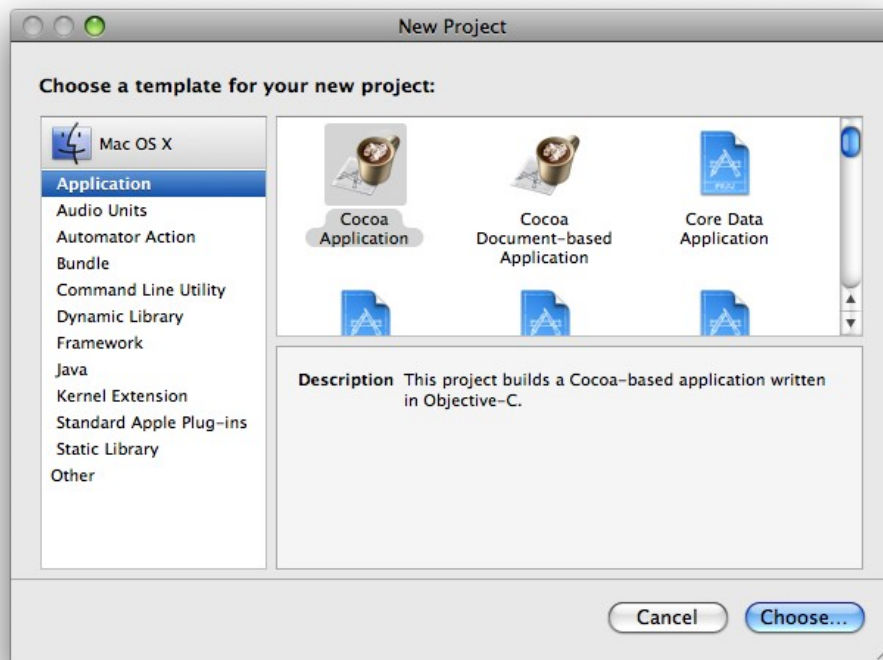 New Project
Choose a template for your new project:
Mac OS X
Application
Audio Units
Automator Action
Bundle
Command Line Utility
Dynamic Library
Framework
Java
Kernel Extension
Standard Apple Plug-ins
Static Library
Other
Cocoa
Application
Cocoa
Document-based
Application
Core Data
Application
Description This project builds a Cocoa-based application written
in Objective-C.
Cancel
Choose...